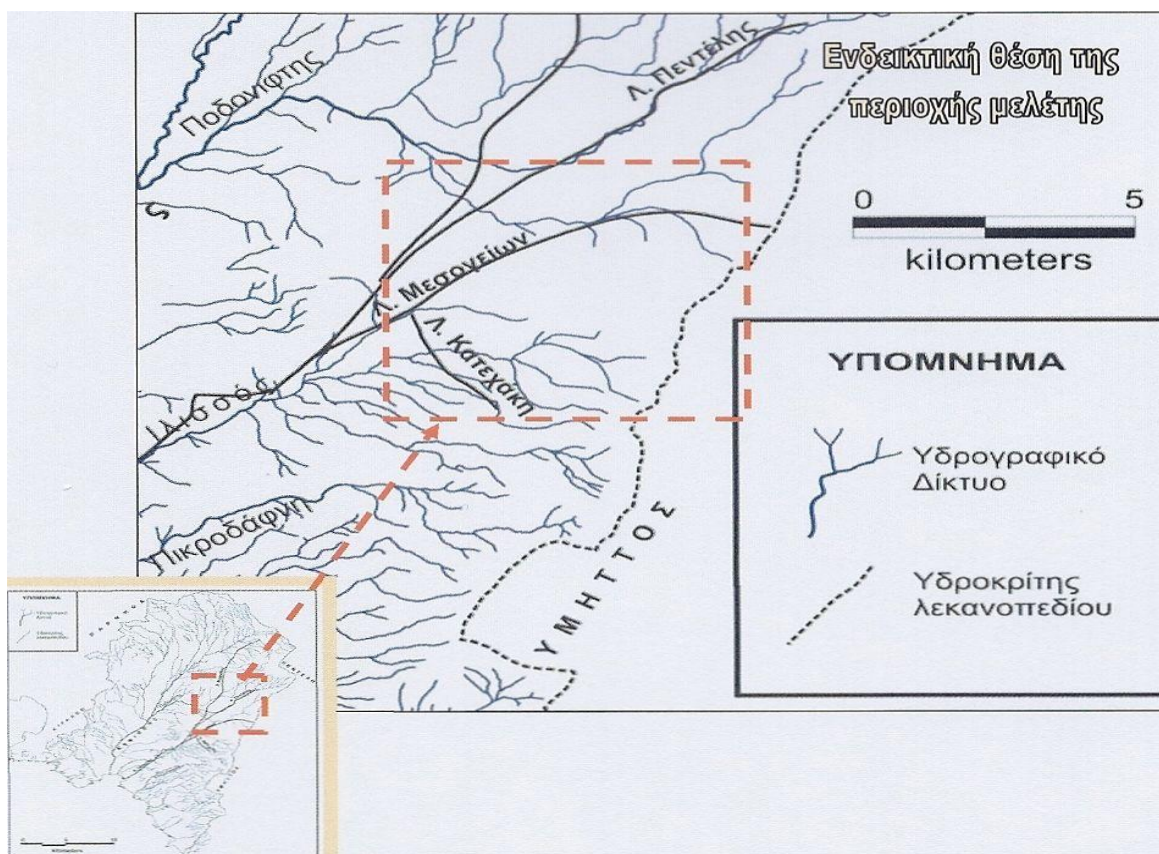 Ενδεικτική θέση της
περιοχής μελέτης
Ποδονίφτης
Λ. Πεντέλης
0 5
kilometers
Λ. Μεσογείων
Λ. Κατεχάκη
Ιλισσός
Πικροδάφνη
ΥΜΗΤΤΟΣ
ΥΠΟΜΝΗΜΑ
Υδρογραφικό
Δίκτυο
Υδροκρίτης
λεκανοπεδίου
ΥΠΟΜΝΗΜΑ